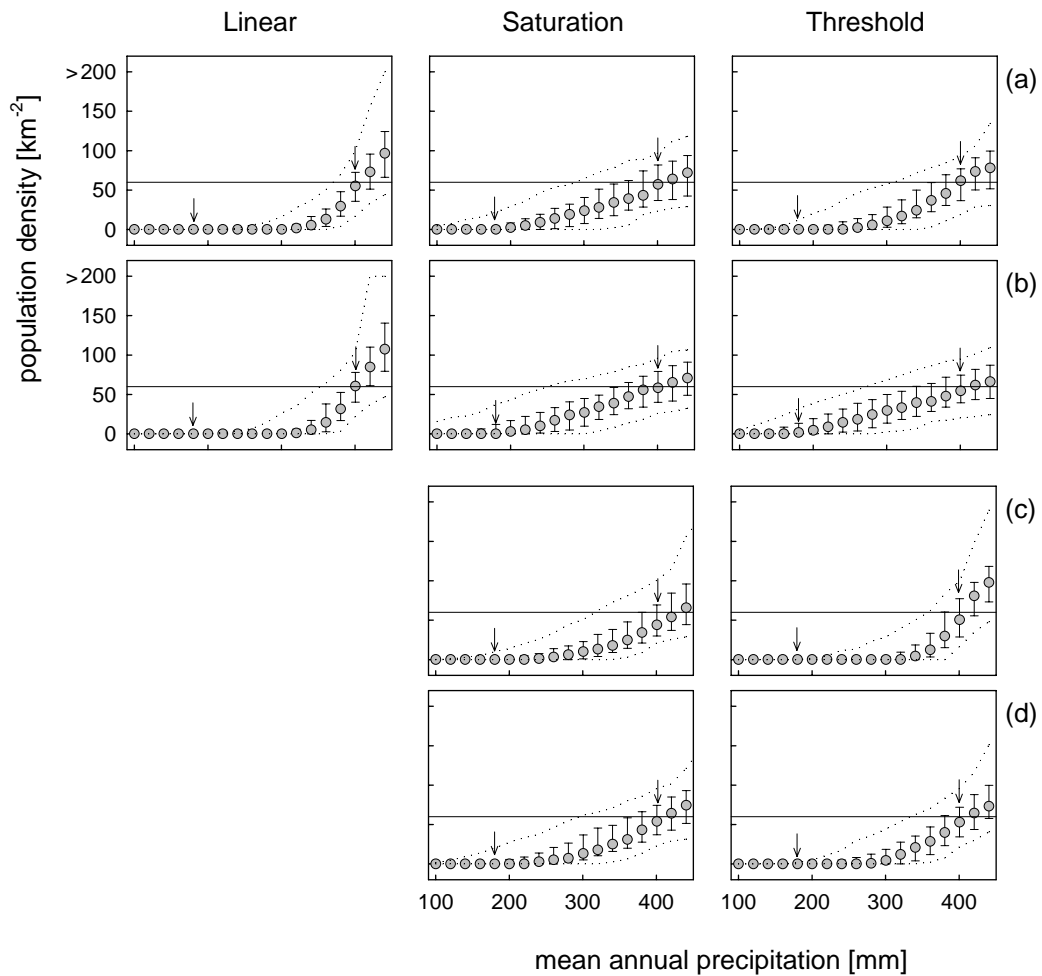 Linear Saturation Threshold
(a)
> 200
150
100
50
0
(b)
> 200
150
100
50
0
population density [km-2]
(c)
(d)
100 200 300 400 100 200 300 400
mean annual precipitation [mm]